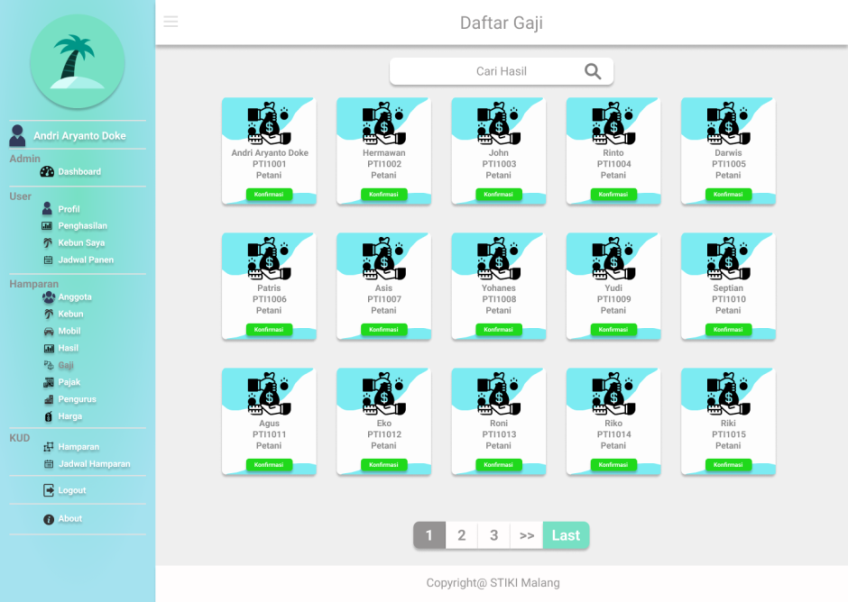 Daftar Gaji
Andri Aryanto Doke
Admin
Dashboard
User
Profil
Penghasilan
Kebun Saya
Jadwal Panen
Hamparan
Anggota
Kebun
Mobil
Hasil
Gaji
Pajak
Pengurus
Harga
KUD
Hamparan
Jadwal Hamparan
Logout
About
Cari Hasil
Andri Aryanto Doke
PTI1001
Petani
Konfirmasi
Hermawan
PTI1002
Petani
Konfirmasi
John
PTI1003
Petani
Konfirmasi
Rinto
PTI1004
Petani
Konfirmasi
Darwis
PTI1005
Petani
Konfirmasi
Patris
PTI1006
Petani
Konfirmasi
Asis
PTI1007
Petani
Konfirmasi
Yohanes
PTI1008
Petani
Konfirmasi
Yudi
PTI1009
Petani
Konfirmasi
Septian
PTI1010
Petani
Konfirmasi
Agus
PTI1011
Petani
Konfirmasi
Eko
PTI1012
Petani
Konfirmasi
Roni
PTI1013
Petani
Konfirmasi
Riko
PTI1014
Petani
Konfirmasi
Riki
PTI1015
Petani
Konfirmasi
1 2 3 >> Last
Copyright@ STIKI Malang